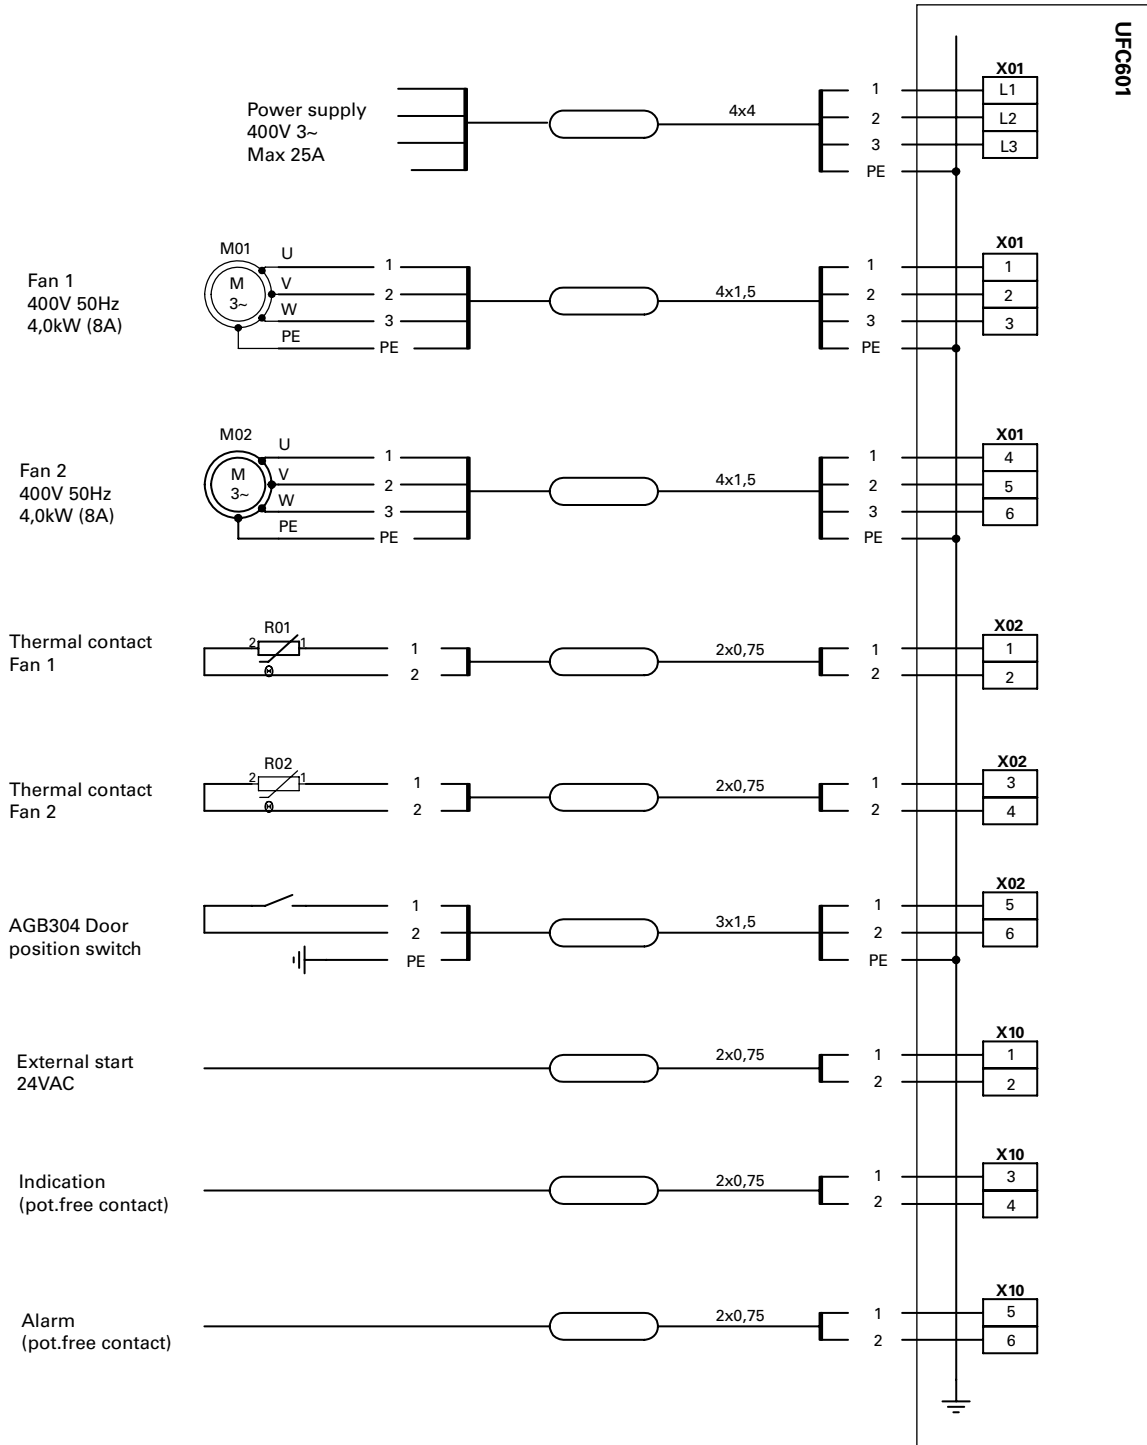 UFC601
X01
Power supply
400V 3~
Max 25A
4x4
1
2
3
PE
L1
L2
L3
Fan 1
400V 50Hz
4,0kW (8A)
M01
M
3~
U
V
W
PE
1
2
3
PE
4x1,5
1
2
3
PE
X01
1
2
3
Fan 2
400V 50Hz
4,0kW (8A)
M02
M
3~
U
V
W
PE
1
2
3
PE
4x1,5
1
2
3
PE
X01
4
5
6
Thermal contact
Fan 1
R01
2 1
Θ
1
2
2x0,75
1
2
X02
1
2
Thermal contact
Fan 2
R02
2 1
Θ
1
2
2x0,75
1
2
X02
3
4
AGB304 Door
position switch
1
2
PE
3x1,5
1
2
PE
X02
5
6
External start
24VAC
2x0,75
1
2
X10
1
2
Indication
(pot.free contact)
2x0,75
1
2
X10
3
4
Alarm
(pot.free contact)
2x0,75
1
2
X10
5
6